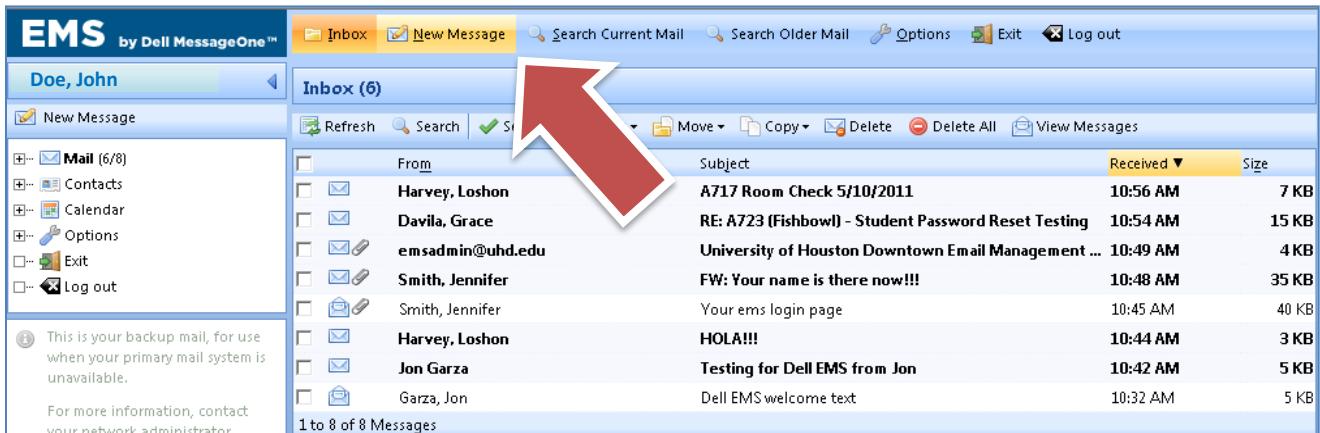 EMS by Dell MessageOne™
Inbox New Message Search Current Mail Search Older Mail Options Exit Log out
Doe, John
Inbox (6)
New Message
Refresh Search Move Copy Delete Delete All View Messages
Mail (6/8)
Contacts
Calendar
Options
Exit
Log out
This is your backup mail, for use
when your primary mail system is
unavailable.
For more information, contact
your network administrator
From Subject Received ▼ Size
Harvey, Loshon A717 Room Check 5/10/2011 10:56 AM 7 KB
Davila, Grace RE: A723 (Fishbowl) - Student Password Reset Testing 10:54 AM 15 KB
emsadmin@uhd.edu University of Houston Downtown Email Management ... 10:49 AM 4 KB
Smith, Jennifer FW: Your name is there now!!! 10:48 AM 35 KB
Smith, Jennifer Your ems login page 10:45 AM 40 KB
Harvey, Loshon HOLA!!! 10:44 AM 3 KB
Jon Garza Testing for Dell EMS from Jon 10:42 AM 5 KB
Garza, Jon Dell EMS welcome text 10:32 AM 5 KB
1 to 8 of 8 Messages